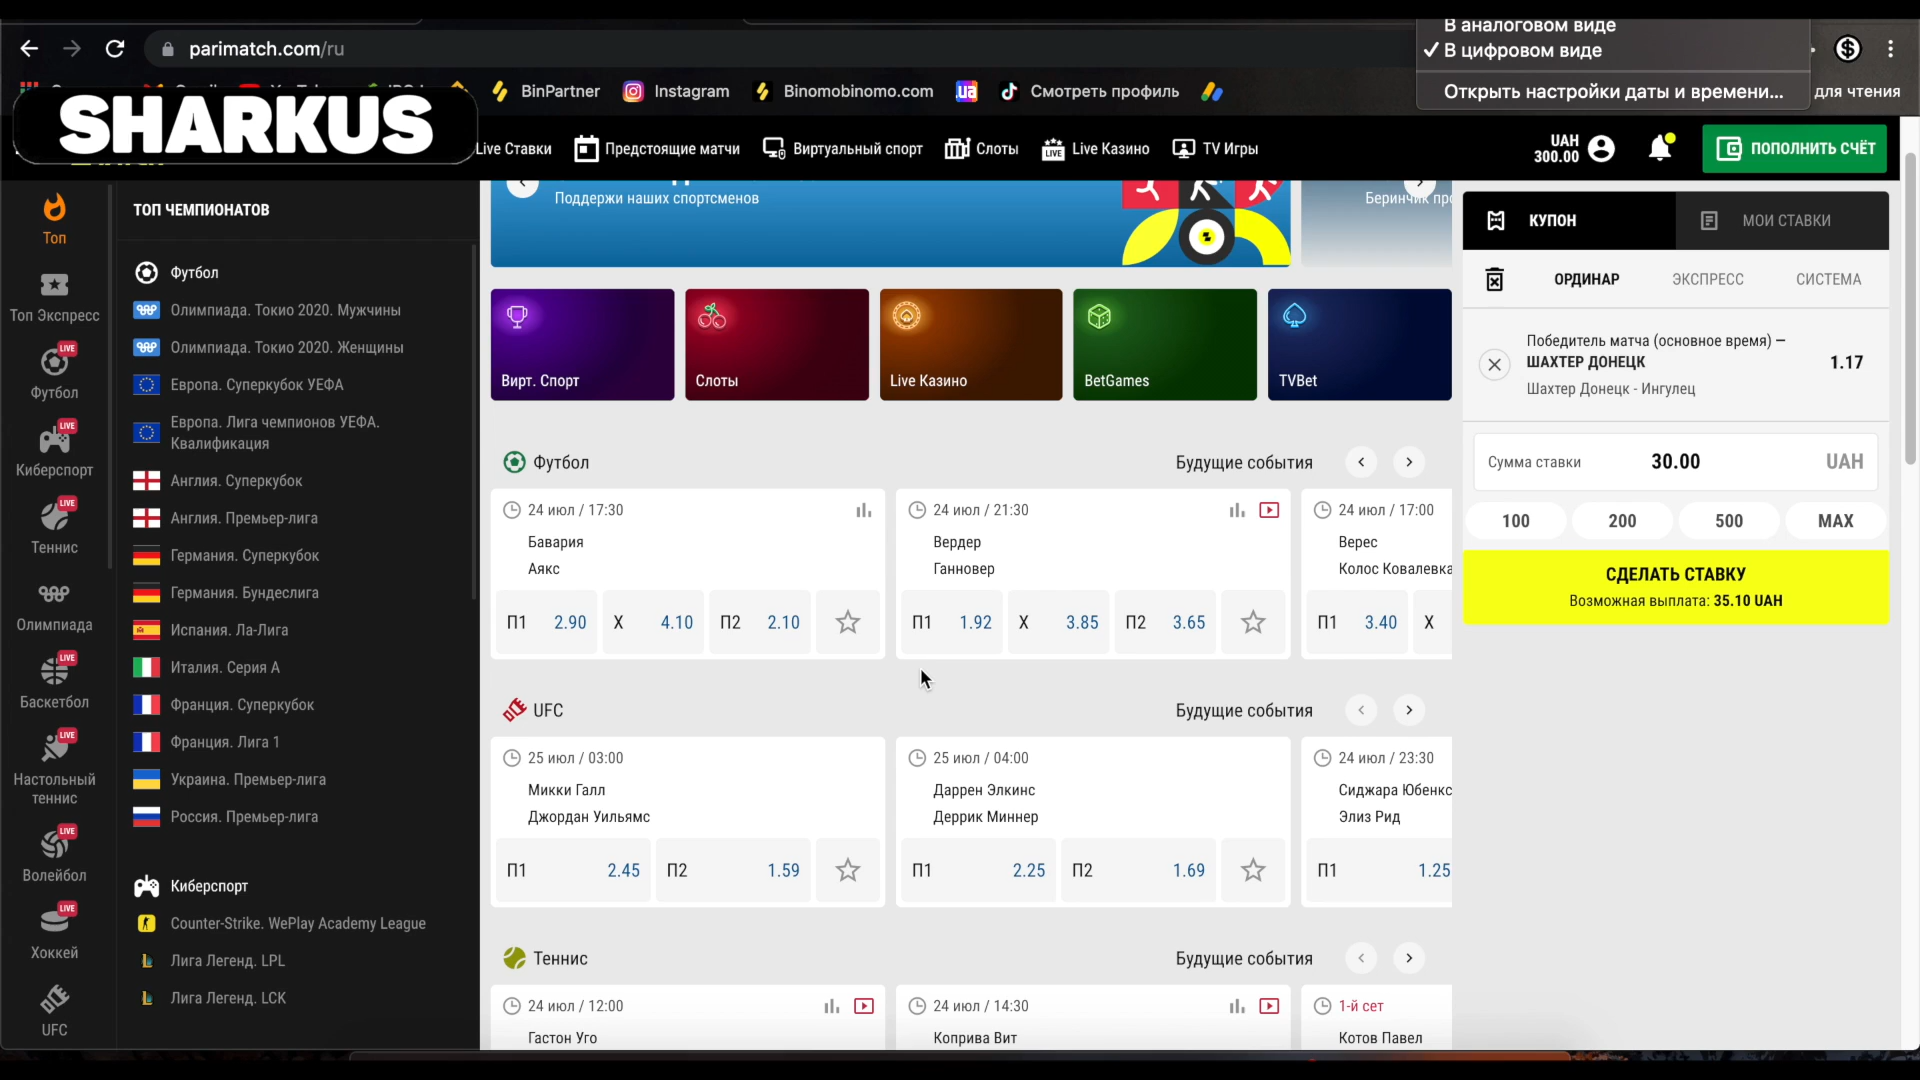 В аналоговом виде
parimatch.com/ru
✓ В цифровом виде
BinPartner
Instagram
Binomobinomo.com
Смотреть профиль
Открыть настройки даты и времени...
для чтения
SHARKUS
Live Ставки
Предстоящие матчи
Виртуальный спорт
Слоты
LIVE
Live Казино
TV Игры
UAH
300.00
ПОПОЛНИТЬ СЧЁТ
Топ
Топ Экспресс
LIVE
Футбол
LIVE
Киберспорт
LIVE
Теннис
Олимпиада
LIVE
Баскетбол
LIVE
Настольный
теннис
LIVE
Волейбол
LIVE
Хоккей
UFC
ТОП ЧЕМПИОНАТОВ
Футбол
Олимпиада. Токио 2020. Мужчины
Олимпиада. Токио 2020. Женщины
Европа. Суперкубок УЕФА
Европа. Лига чемпионов УЕФА.
Квалификация
Англия. Суперкубок
Англия. Премьер-лига
Германия. Суперкубок
Германия. Бундеслига
Испания. Ла-Лига
Италия. Серия А
Франция. Суперкубок
Франция. Лига 1
Украина. Премьер-лига
Россия. Премьер-лига
Киберспорт
Counter-Strike. WePlay Academy League
Лига Легенд. LPL
Лига Легенд. LCK
Поддержи наших спортсменов
Вирт. Спорт
Слоты
Live Казино
BetGames
TVBet
Футбол
Будущие события
24 июл / 17:30
Бавария
Аякс
П1 2.90 X 4.10 П2 2.10
24 июл / 21:30
Вердер
Ганновер
П1 1.92 X 3.85 П2 3.65
24 июл / 17:00
Верес
Колос Ковалевка
П1 3.40 X
UFC
Будущие события
25 июл / 03:00
Микки Галл
Джордан Уильямс
П1 2.45 П2 1.59
25 июл / 04:00
Даррен Элкинс
Деррик Миннер
П1 2.25 П2 1.69
24 июл / 23:30
Сиджара Юбенкс
Элиз Рид
П1 1.25
Теннис
Будущие события
24 июл / 12:00
Гастон Уго
24 июл / 14:30
Коприва Вит
1-й сет
Котов Павел
КУПОН
МОИ СТАВКИ
ОРДИНАР
ЭКСПРЕСС
СИСТЕМА
Победитель матча (основное время) –
ШАХТЕР ДОНЕЦК
1.17
Шахтер Донецк - Ингулец
Сумма ставки 30.00 UAH
100 200 500 MAX
СДЕЛАТЬ СТАВКУ
Возможная выплата: 35.10 UAH